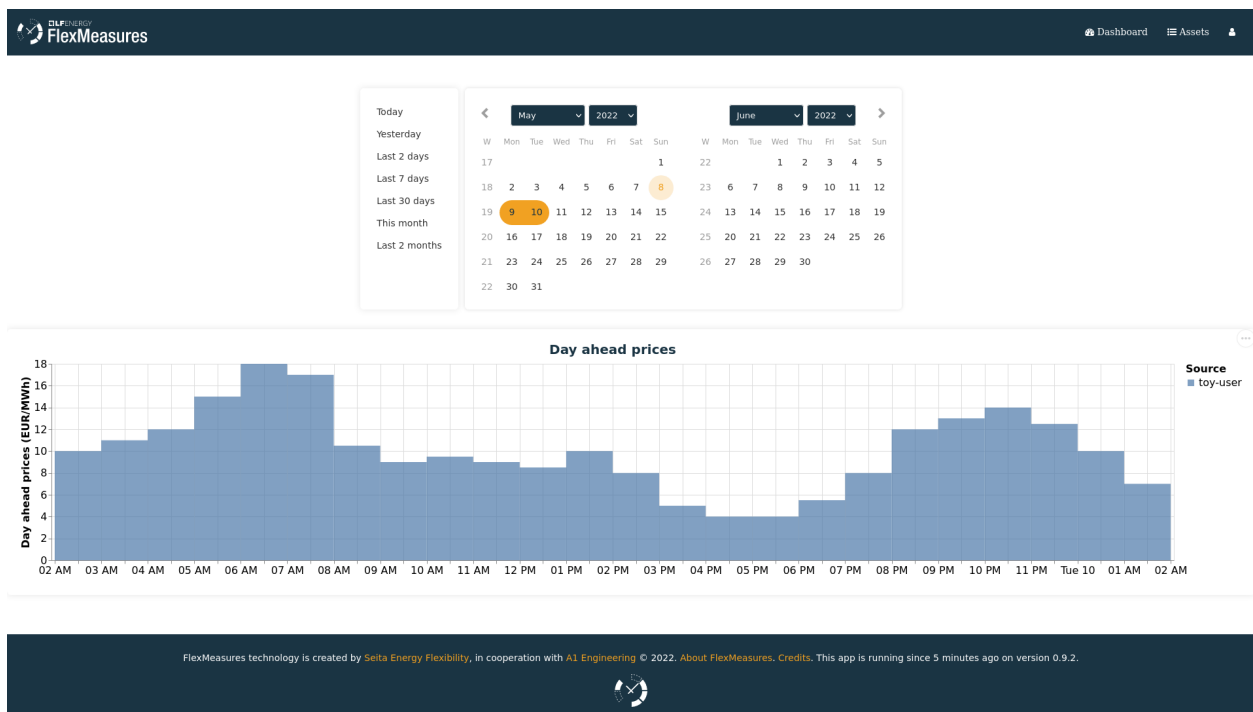 LFENERGY
FlexMeasures
Dashboard Assets
Today
Yesterday
Last 2 days
Last 7 days
Last 30 days
This month
Last 2 months
May 2022
W Mon Tue Wed Thu Fri Sat Sun
17 1
18 2 3 4 5 6 7 8
19 9 10 11 12 13 14 15
20 16 17 18 19 20 21 22
21 23 24 25 26 27 28 29
22 30 31
June 2022
W Mon Tue Wed Thu Fri Sat Sun
22 1 2 3 4 5
23 6 7 8 9 10 11 12
24 13 14 15 16 17 18 19
25 20 21 22 23 24 25 26
26 27 28 29 30
Day ahead prices
Day ahead prices (EUR/MWh)
18
16
14
12
10
8
6
4
2
0
02 AM 03 AM 04 AM 05 AM 06 AM 07 AM 08 AM 09 AM 10 AM 11 AM 12 PM 01 PM 02 PM 03 PM 04 PM 05 PM 06 PM 07 PM 08 PM 09 PM 10 PM 11 PM Tue 10 01 AM 02 AM
Source
toy-user
FlexMeasures technology is created by Seita Energy Flexibility, in cooperation with A1 Engineering © 2022. About FlexMeasures. Credits. This app is running since 5 minutes ago on version 0.9.2.